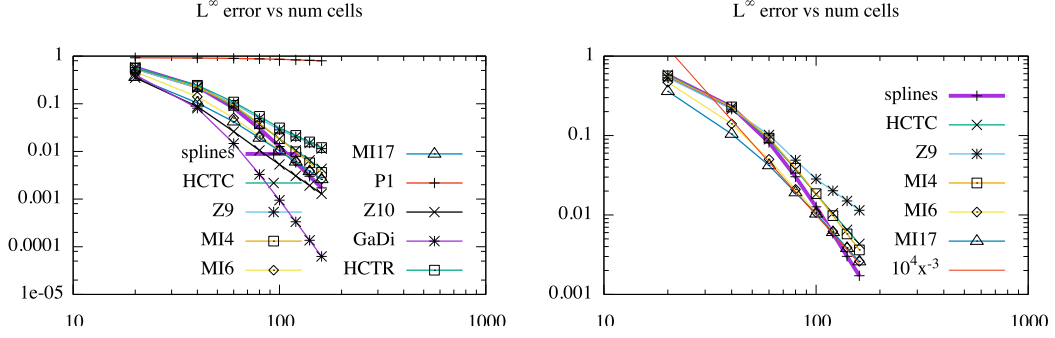 L∞ error vs num cells
1
0.1
0.01
0.001
0.0001
1e-05
10
100
1000
splines
HCTC
Z9
MI4
MI6
MI17
P1
Z10
GaDi
HCTR
L∞ error vs num cells
1
0.1
0.01
0.001
10
100
1000
splines
HCTC
Z9
MI4
MI6
MI17
10⁴x⁻³